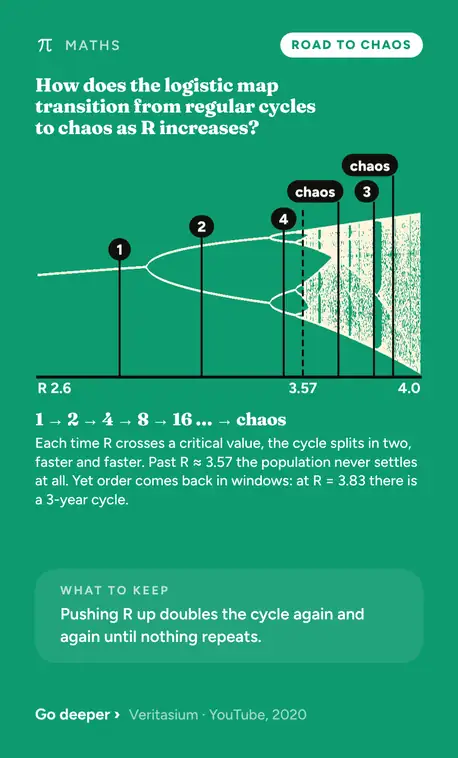 π MATHS
ROAD TO CHAOS
How does the logistic map
transition from regular cycles
to chaos as R increases?
chaos
chaos
3
4
2
1
R 2.6
3.57
4.0
1 → 2 → 4 → 8 → 16 ... → chaos
Each time R crosses a critical value, the cycle splits in two,
faster and faster. Past R ≈ 3.57 the population never settles
at all. Yet order comes back in windows: at R = 3.83 there is
a 3-year cycle.
WHAT TO KEEP
Pushing R up doubles the cycle again and
again until nothing repeats.
Go deeper › Veritasium · YouTube, 2020